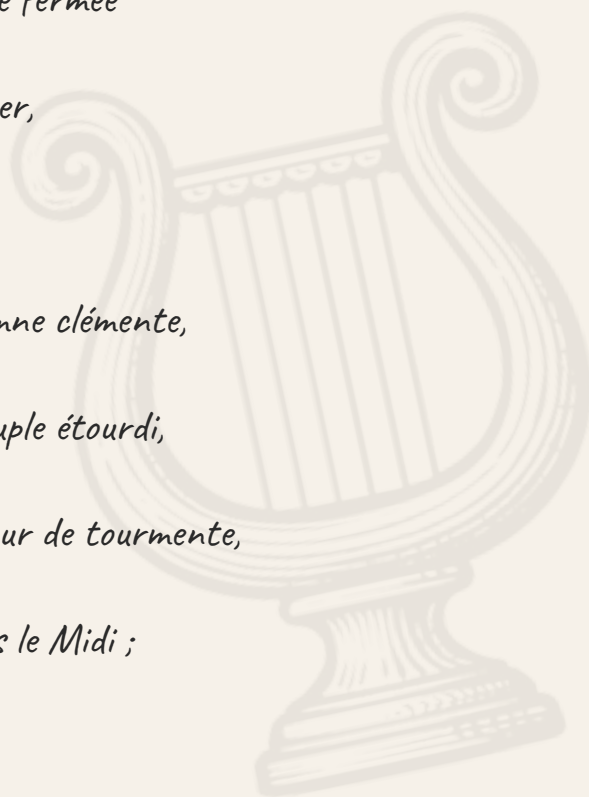 fermée
er,
nne clémente,
uple étourdi,
ur de tourmente,
s le Midi ;